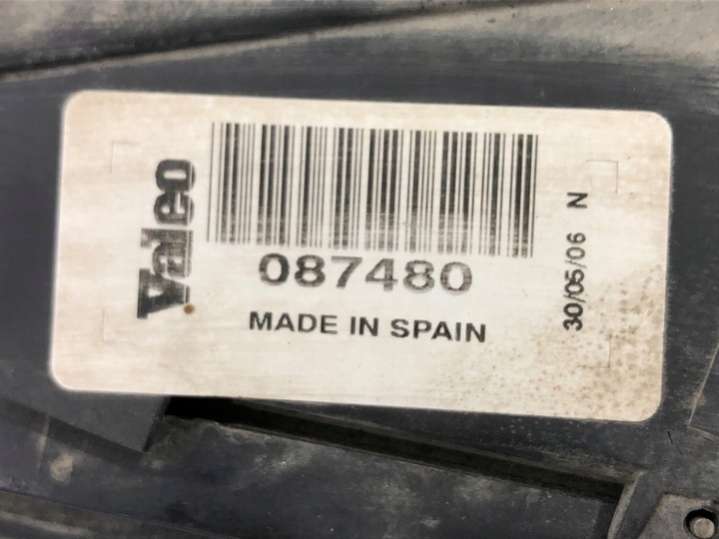 Valeo
087480
MADE IN SPAIN
30/05/06 N